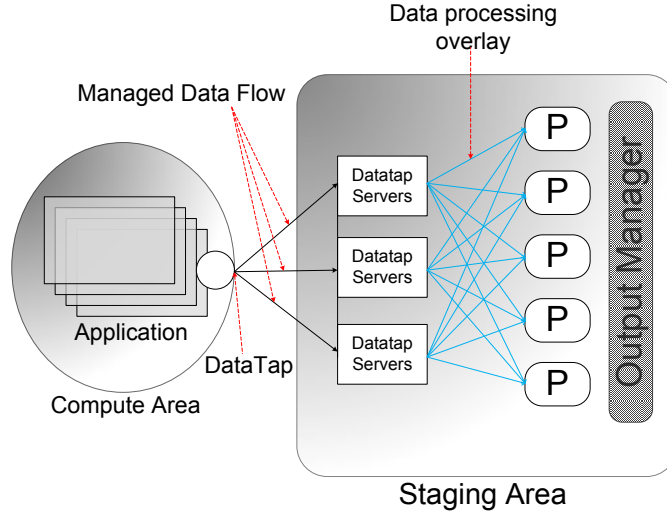 Data processing
overlay
Managed Data Flow
Datatap
Servers
Datatap
Servers
Datatap
Servers
P
P
P
P
P
Output Manager
Application
DataTap
Compute Area
Staging Area